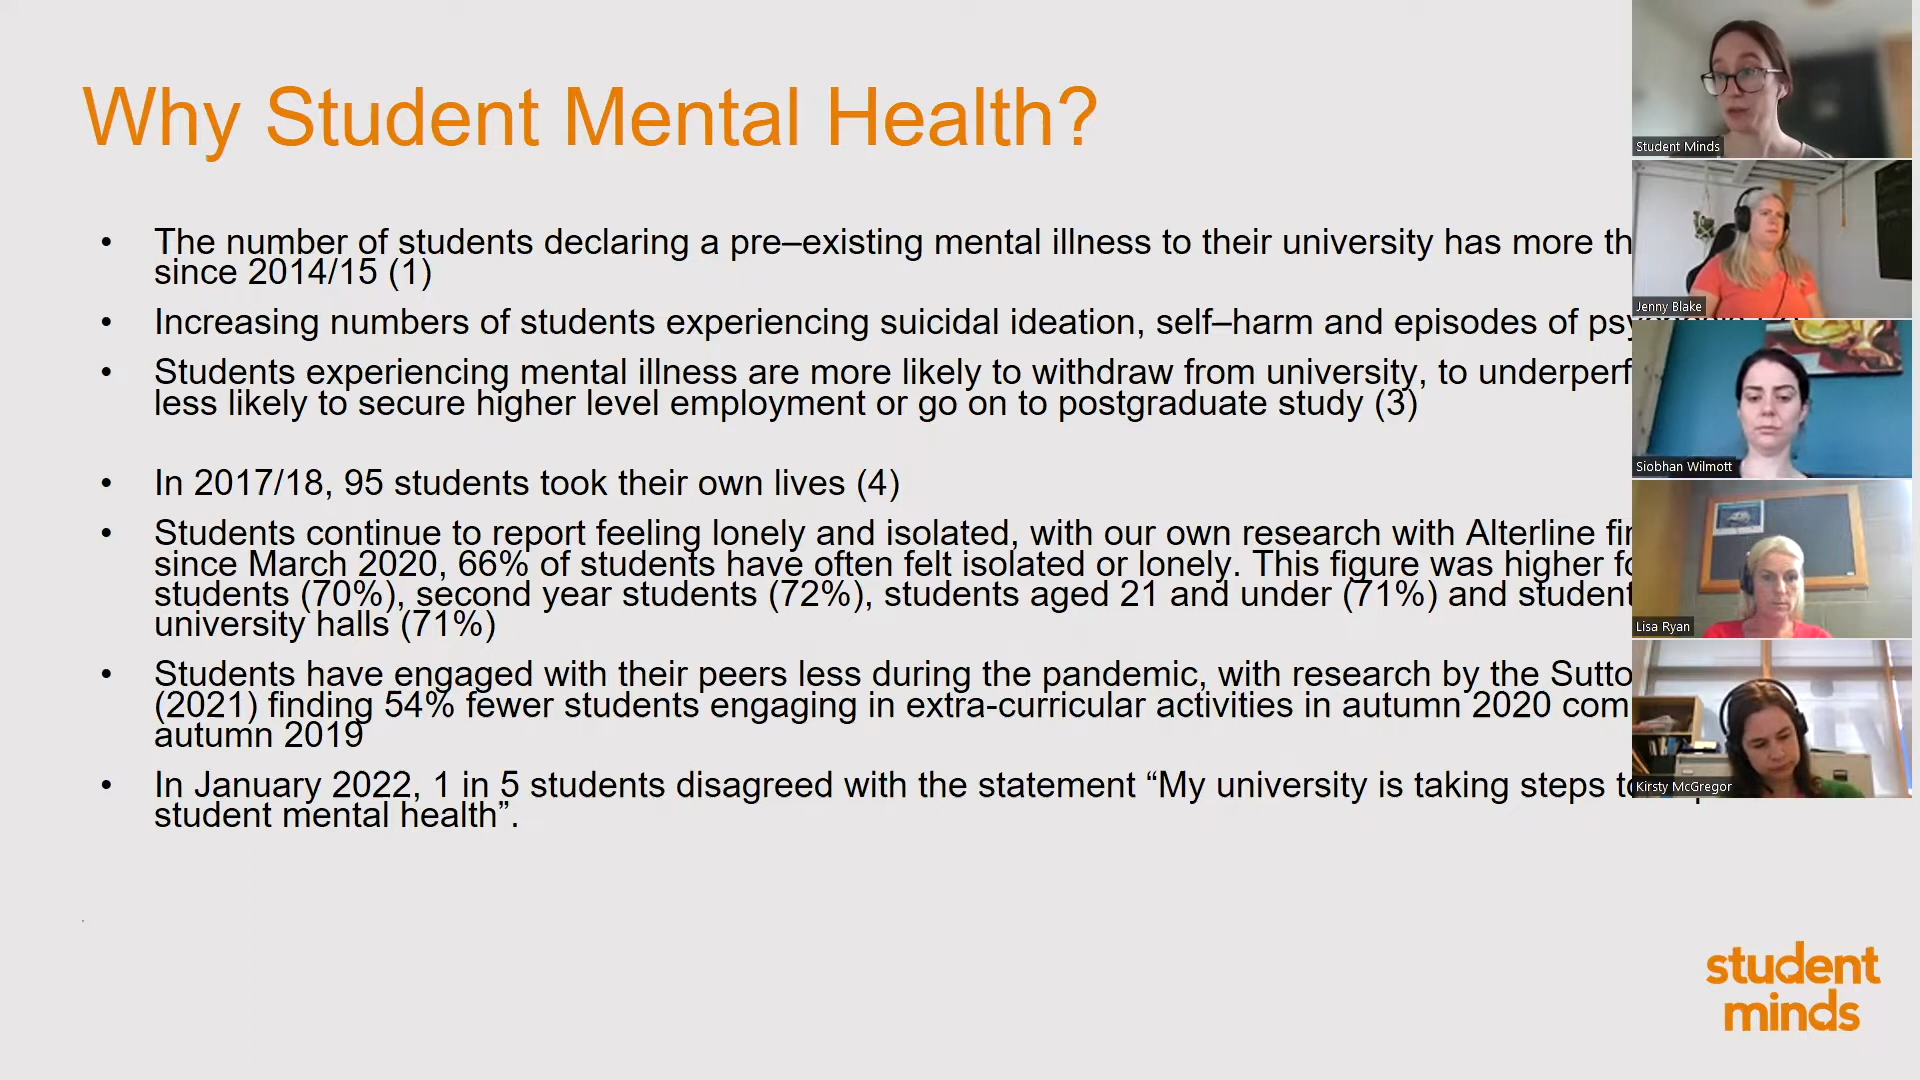 Why Student Mental Health?
• The number of students declaring a pre–existing mental illness to their university has more
since 2014/15 (1)
• Increasing numbers of students experiencing suicidal ideation, self–harm and episodes of
• Students experiencing mental illness are more likely to withdraw from university, to
less likely to secure higher level employment or go on to postgraduate study (3)
• In 2017/18, 95 students took their own lives (4)
• Students continue to report feeling lonely and isolated, with our own research with Alterline
since March 2020, 66% of students have often felt isolated or lonely. This figure was higher
students (70%), second year students (72%), students aged 21 and under (71%) and
university halls (71%)
• Students have engaged with their peers less during the pandemic, with research by the
(2021) finding 54% fewer students engaging in extra-curricular activities in autumn 2020
autumn 2019
• In January 2022, 1 in 5 students disagreed with the statement “My university is taking steps
student mental health”.
Student Minds
Jenny Blake
Siobhan Wilmott
Lisa Ryan
Kirsty McGregor
student
minds